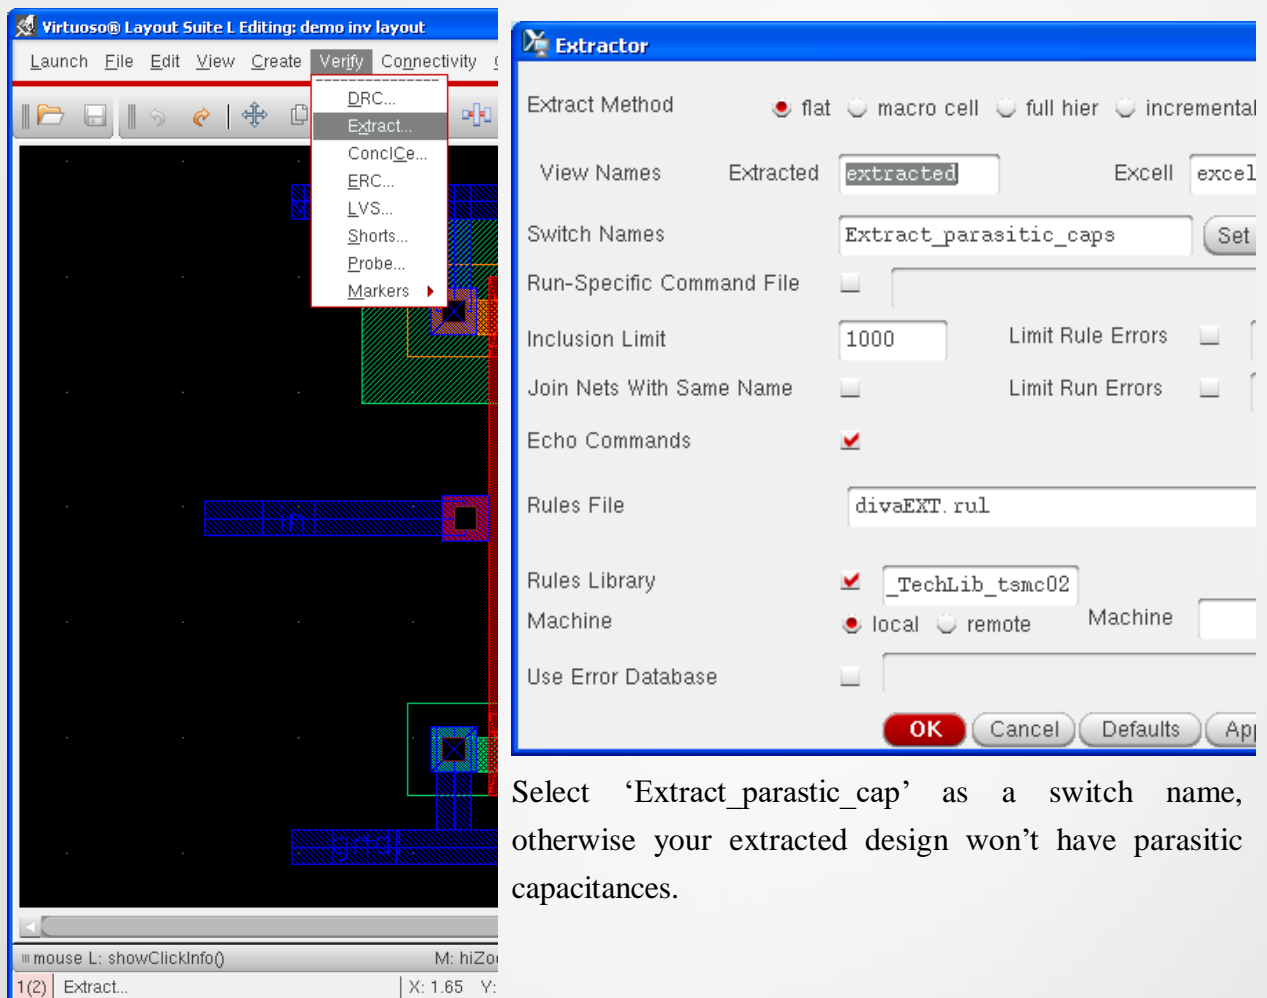 Virtuoso® Layout Suite L Editing: demo inv layout
Launch File Edit View Create Verify Connectivity
DRC...
Extract...
ConclCe...
ERC...
LVS...
Shorts...
Probe...
Markers
in
gnd!
mouse L: showClickInfo() M: hiZo
1(2) Extract... X: 1.65 Y:
Extractor
Extract Method flat macro cell full hier incremental
View Names Extracted extracted Excell excel
Switch Names Extract_parasitic_caps Set
Run-Specific Command File
Inclusion Limit 1000 Limit Rule Errors
Join Nets With Same Name Limit Run Errors
Echo Commands
Rules File divaEXT.rul
Rules Library _TechLib_tsmc02
Machine local remote Machine
Use Error Database
OK Cancel Defaults App
Select ‘Extract_parastic_cap’ as a switch name,
otherwise your extracted design won’t have parasitic
capacitances.